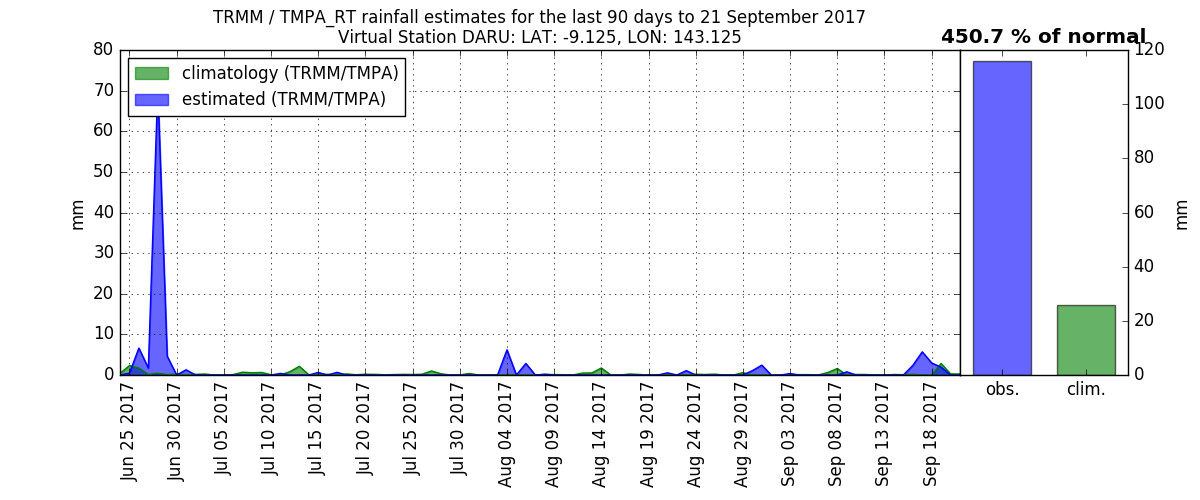 TRMM / TMPA_RT rainfall estimates for the last 90 days to 21 September 2017
Virtual Station DARU: LAT: -9.125, LON: 143.125
450.7 % of normal
climatology (TRMM/TMPA)
estimated (TRMM/TMPA)
80
70
60
50
40
30
20
10
0
mm
Jun 25 2017
Jun 30 2017
Jul 05 2017
Jul 10 2017
Jul 15 2017
Jul 20 2017
Jul 25 2017
Jul 30 2017
Aug 04 2017
Aug 09 2017
Aug 14 2017
Aug 19 2017
Aug 24 2017
Aug 29 2017
Sep 03 2017
Sep 08 2017
Sep 13 2017
Sep 18 2017
obs.
clim.
120
100
80
60
40
20
0
mm